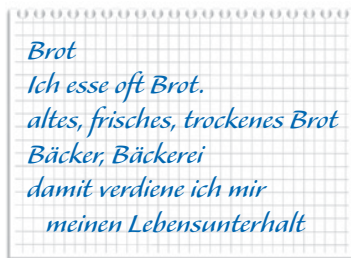 Brot
Ich esse oft Brot.
altes, frisches, trockenes Brot
Bäcker, Bäckerei
damit verdiene ich mir
meinen Lebensunterhalt